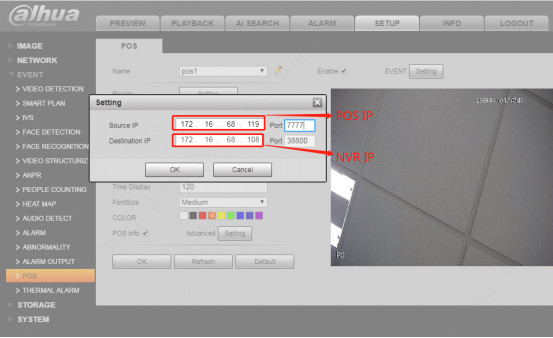 alhua
TECHNOLOGY
PREVIEW PLAYBACK AI SEARCH ALARM SETUP INFO LOGOUT
IMAGE
NETWORK
EVENT
VIDEO DETECTION
SMART PLAN
IVS
FACE DETECTION
FACE RECOGNITION
VIDEO STRUCTURIZ
ANPR
PEOPLE COUNTING
HEAT MAP
AUDIO DETECT
ALARM
ABNORMALITY
ALARM OUTPUT
POS
THERMAL ALARM
STORAGE
SYSTEM
POS
Name pos1 Enable EVENT Setting
Privacy Setting
Setting
Source IP 172. 16 . 68 . 119 Port 7777
Destination IP 172. 16 . 68 . 108 Port 38800
OK Cancel
POS IP
NVR IP
Time Display 120
FontSize Medium
COLOR
POS Info Advanced Setting
OK Refresh Default